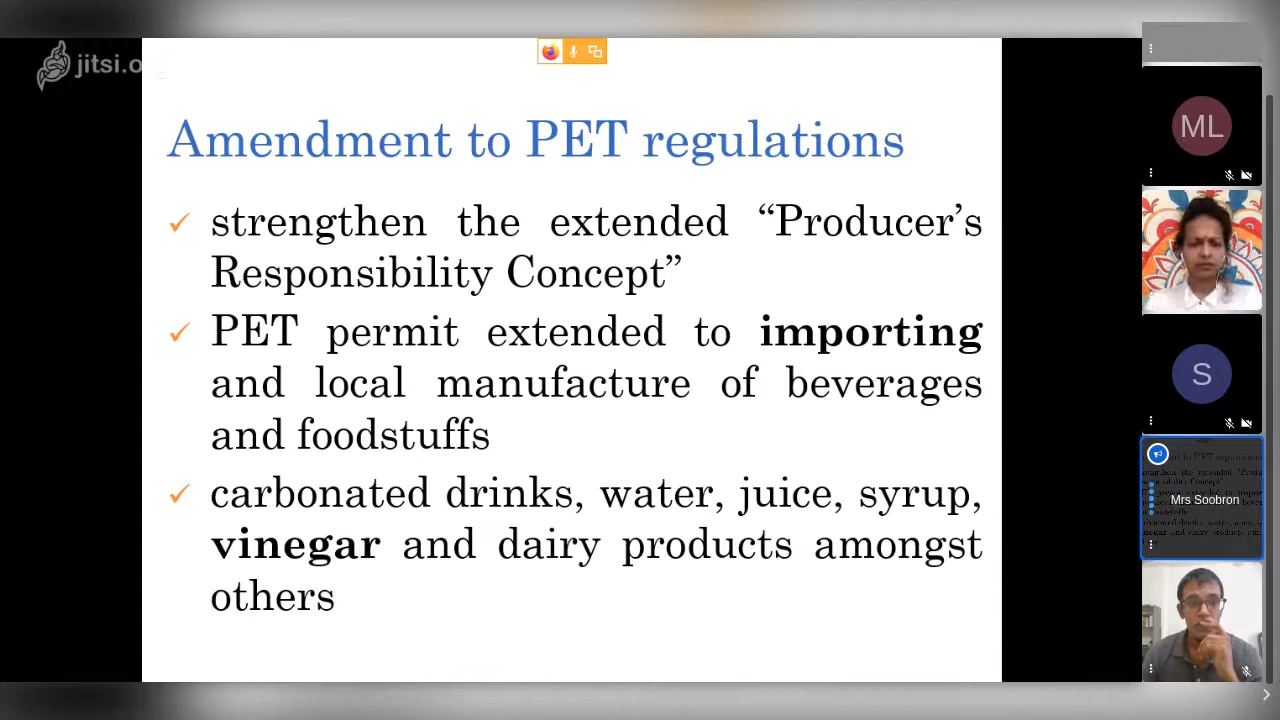 jitsi.o
Amendment to PET regulations
strengthen the extended “Producer’s
Responsibility Concept”
PET permit extended to importing
and local manufacture of beverages
and foodstuffs
carbonated drinks, water, juice, syrup,
vinegar and dairy products amongst
others
ML
S
Mrs Soobron